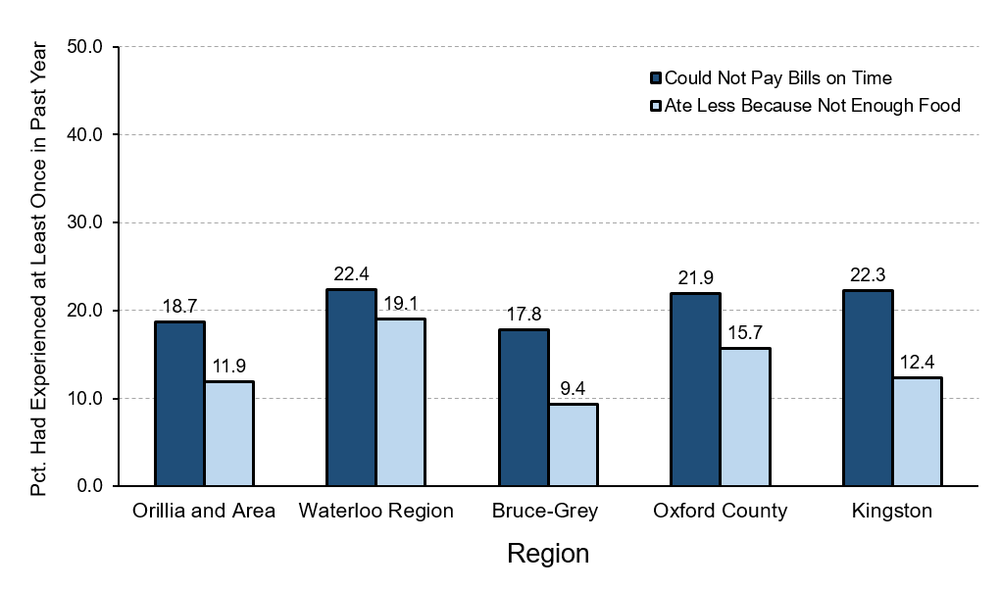 Pct. Had Experienced at Least Once in Past Year
50.0
40.0
30.0
20.0
10.0
0.0
Could Not Pay Bills on Time
Ate Less Because Not Enough Food
18.7
11.9
22.4
19.1
17.8
9.4
21.9
15.7
22.3
12.4
Orillia and Area
Waterloo Region
Bruce-Grey
Oxford County
Kingston
Region